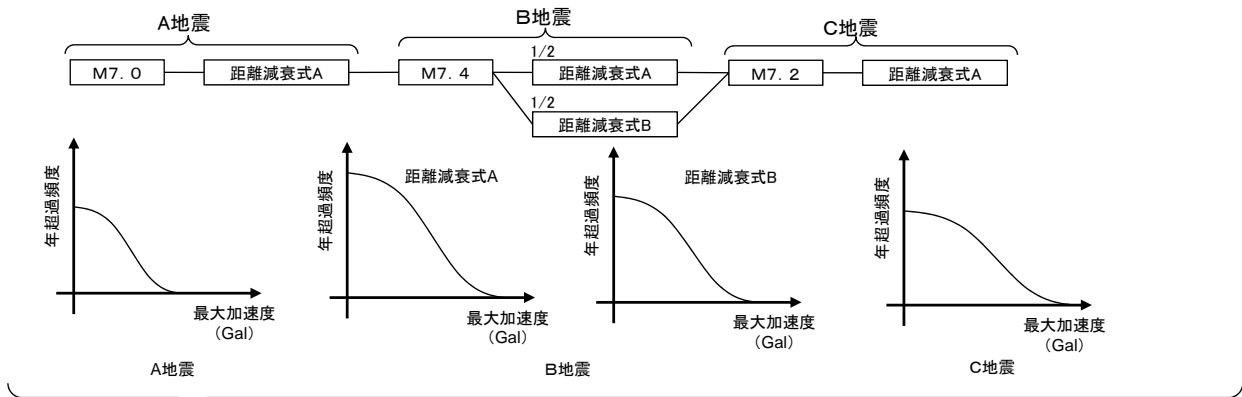 A地震
B地震
C地震
M7．0
距離減衰式A
M7．4
1/2
距離減衰式A
1/2
距離減衰式B
M7．2
距離減衰式A
年超過頻度
最大加速度
（Gal）
A地震
距離減衰式A
年超過頻度
最大加速度
（Gal）
距離減衰式B
年超過頻度
最大加速度
（Gal）
B地震
年超過頻度
最大加速度
（Gal）
C地震